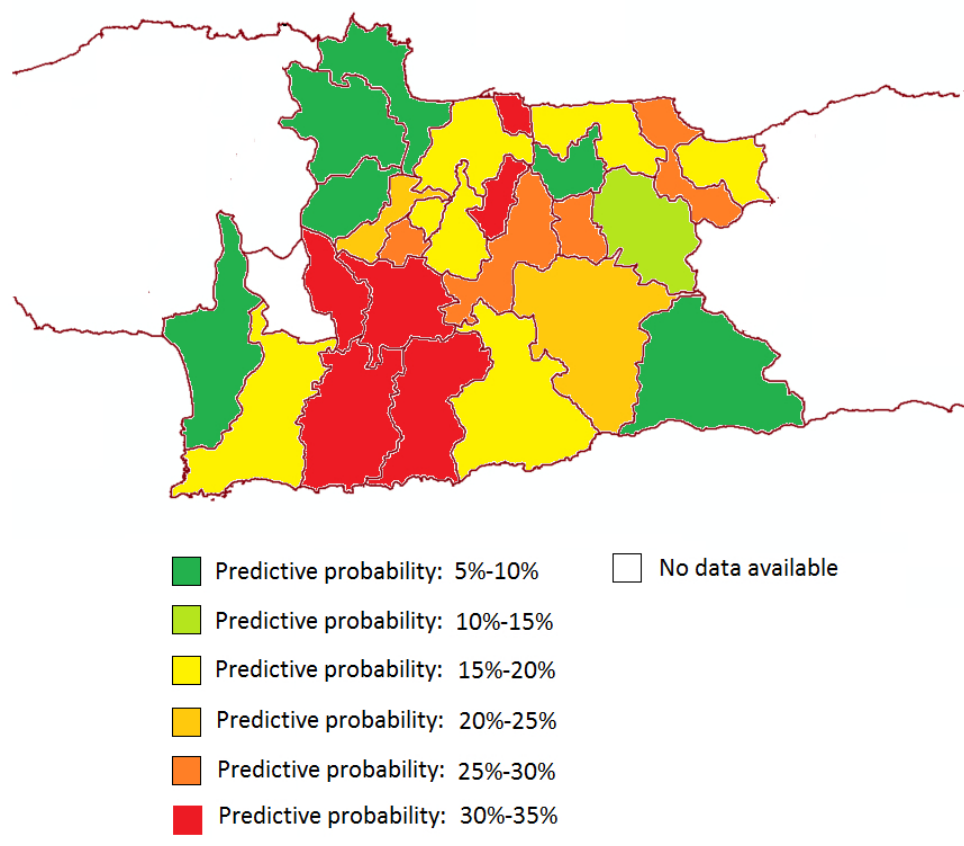 Predictive probability: 5%-10%
No data available
Predictive probability: 10%-15%
Predictive probability: 15%-20%
Predictive probability: 20%-25%
Predictive probability: 25%-30%
Predictive probability: 30%-35%